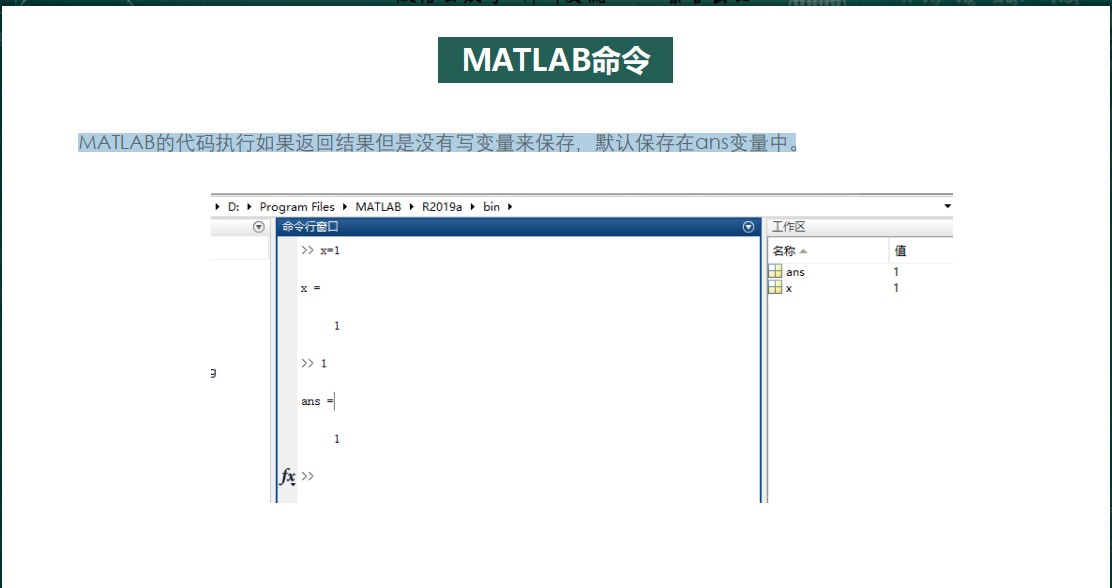 MATLAB命令
MATLAB的代码执行如果返回结果但是没有写变量来保存，默认保存在ans变量中。
D: Program Files MATLAB R2019a bin
命令行窗口
工作区
名称 值
>> x=1
ans 1
x 1
x =
1
>> 1
g
ans =
1
fx >>